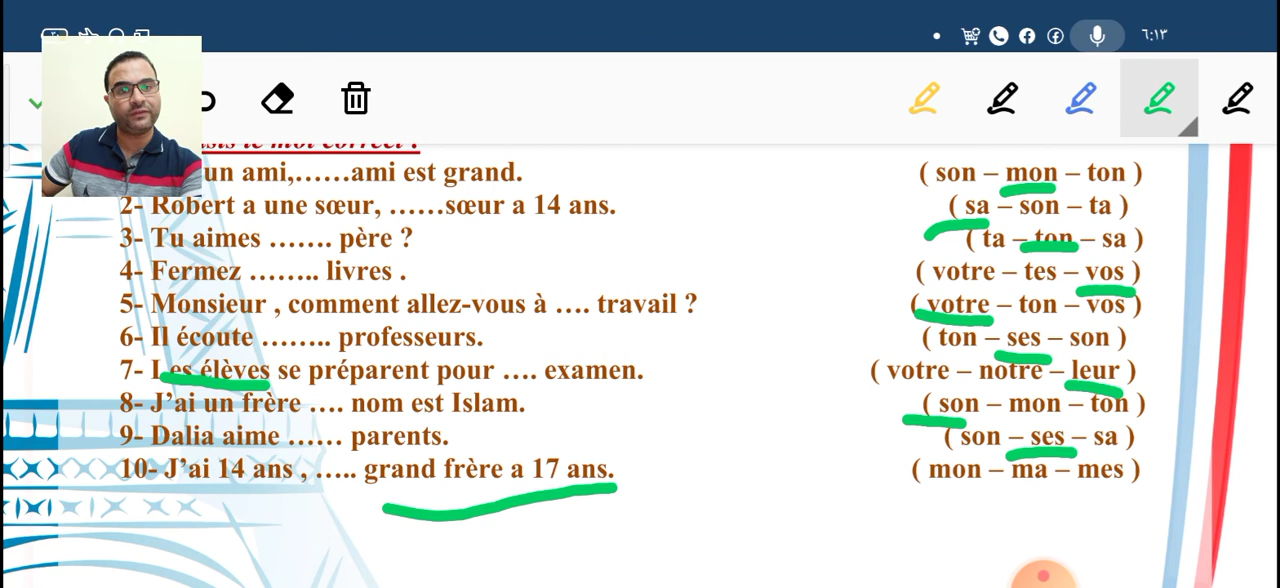 ٦:١٣
un ami,……ami est grand. ( son – mon – ton )
2- Robert a une sœur, ……sœur a 14 ans. ( sa – son – ta )
3- Tu aimes ……. père ? ( ta – ton – sa )
4- Fermez …….. livres . ( votre – tes – vos )
5- Monsieur , comment allez-vous à …. travail ? ( votre – ton – vos )
6- Il écoute …….. professeurs. ( ton – ses – son )
7- Les élèves se préparent pour …. examen. ( votre – notre – leur )
8- J’ai un frère …. nom est Islam. ( son – mon – ton )
9- Dalia aime …… parents. ( son – ses – sa )
10- J’ai 14 ans , ….. grand frère a 17 ans. ( mon – ma – mes )